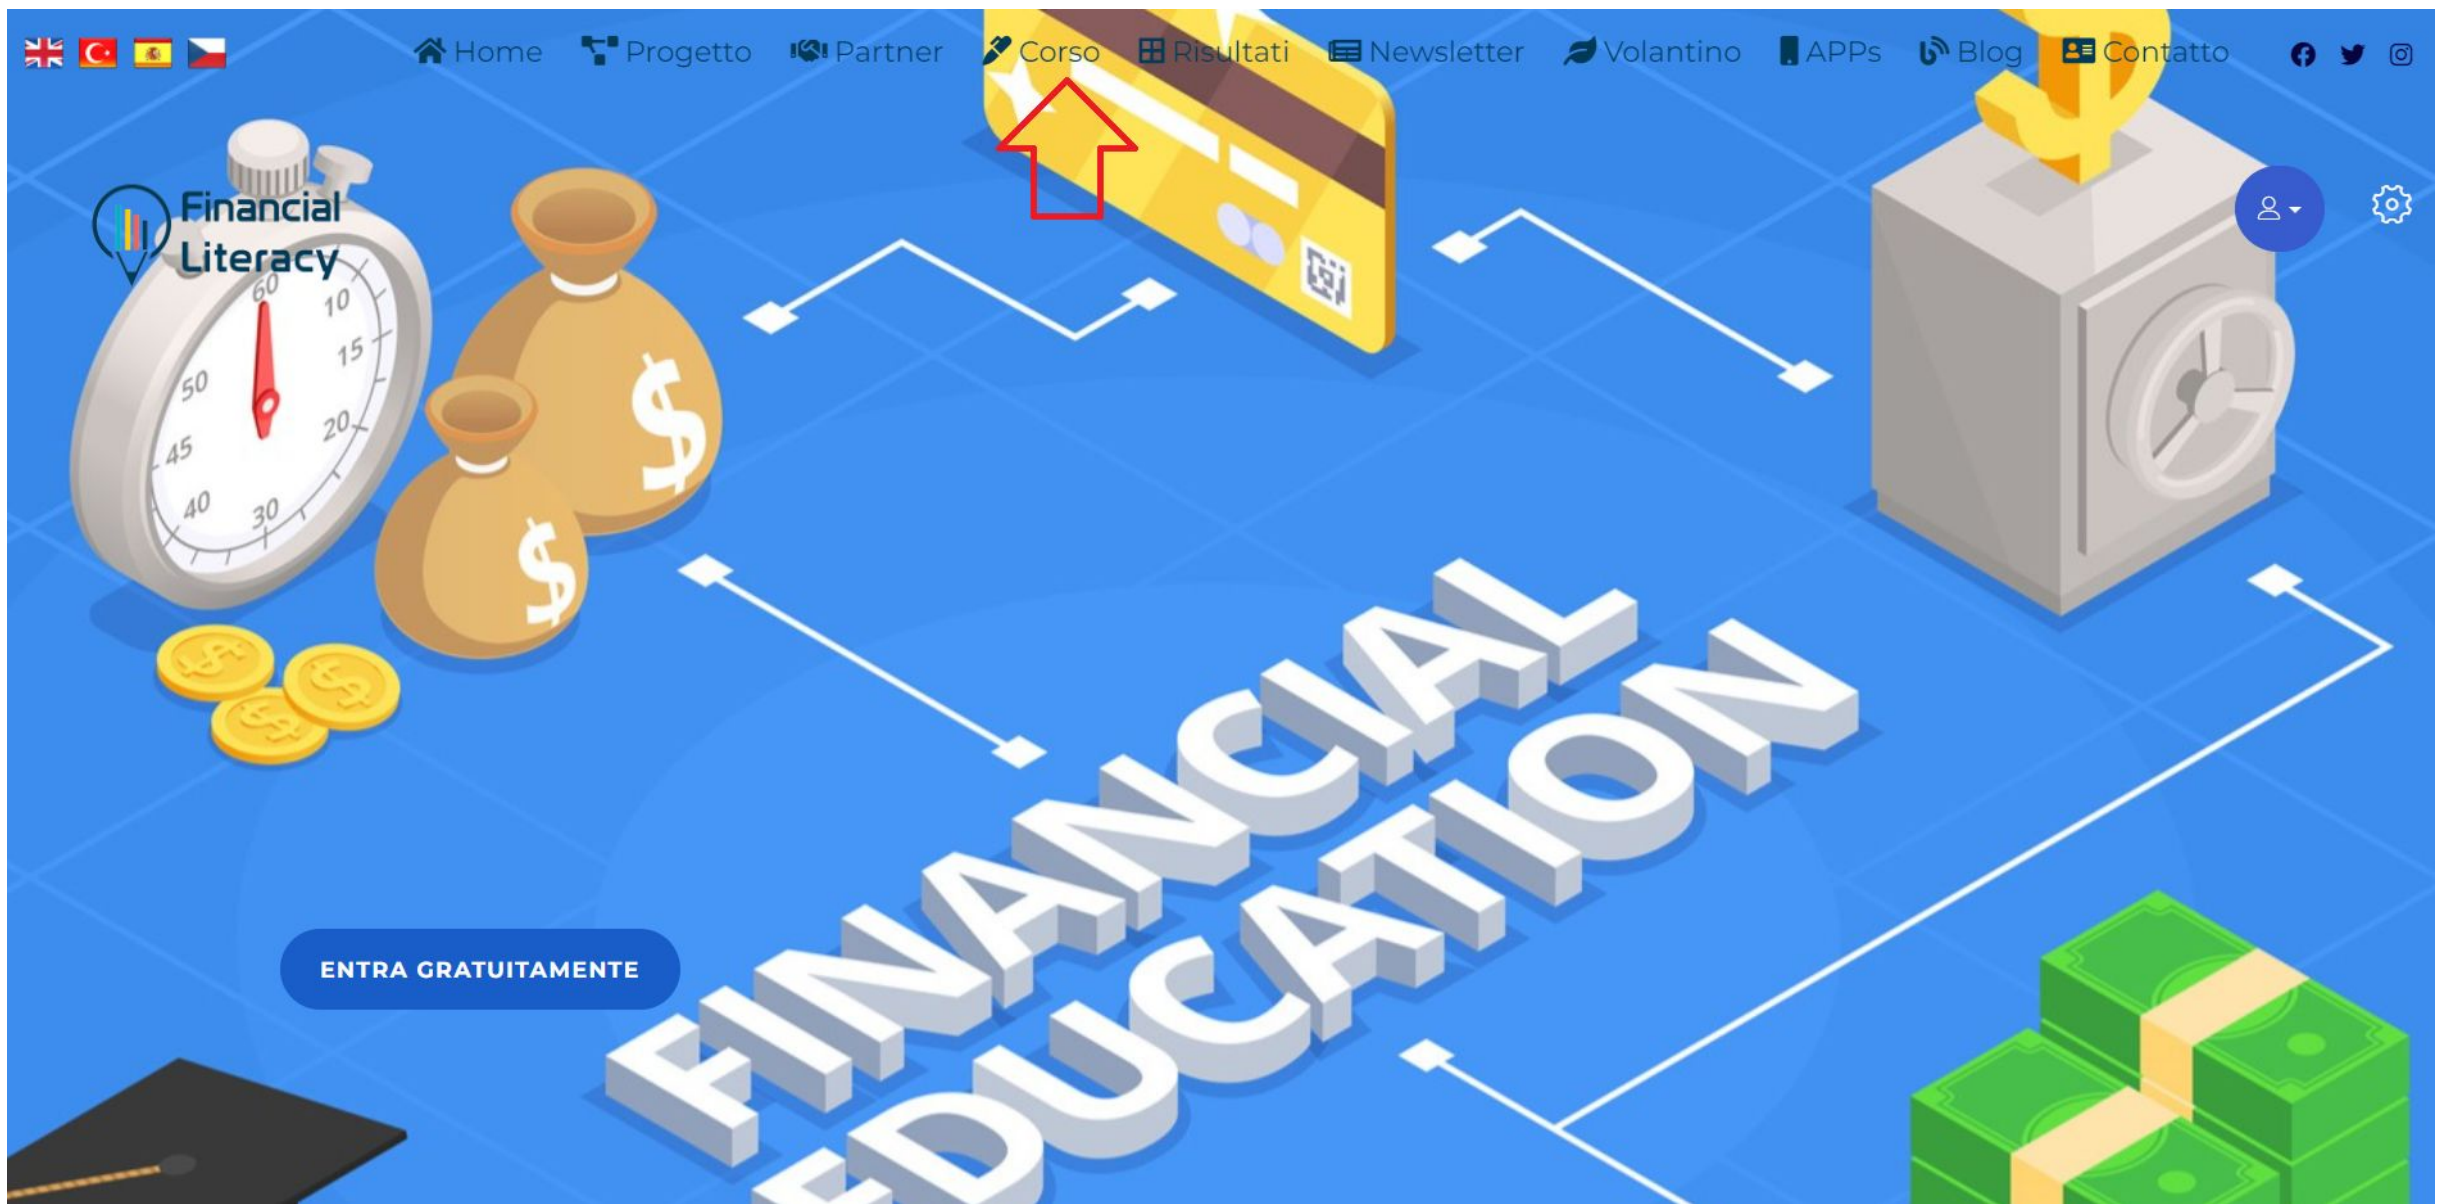 Home Progetto Partner Corso Risultati Newsletter Volantino APPs Blog Contatto
Financial
Literacy
60
10
15
20
30
40
45
50
$
$
FINANCIAL
EDUCATION
ENTRA GRATUITAMENTE